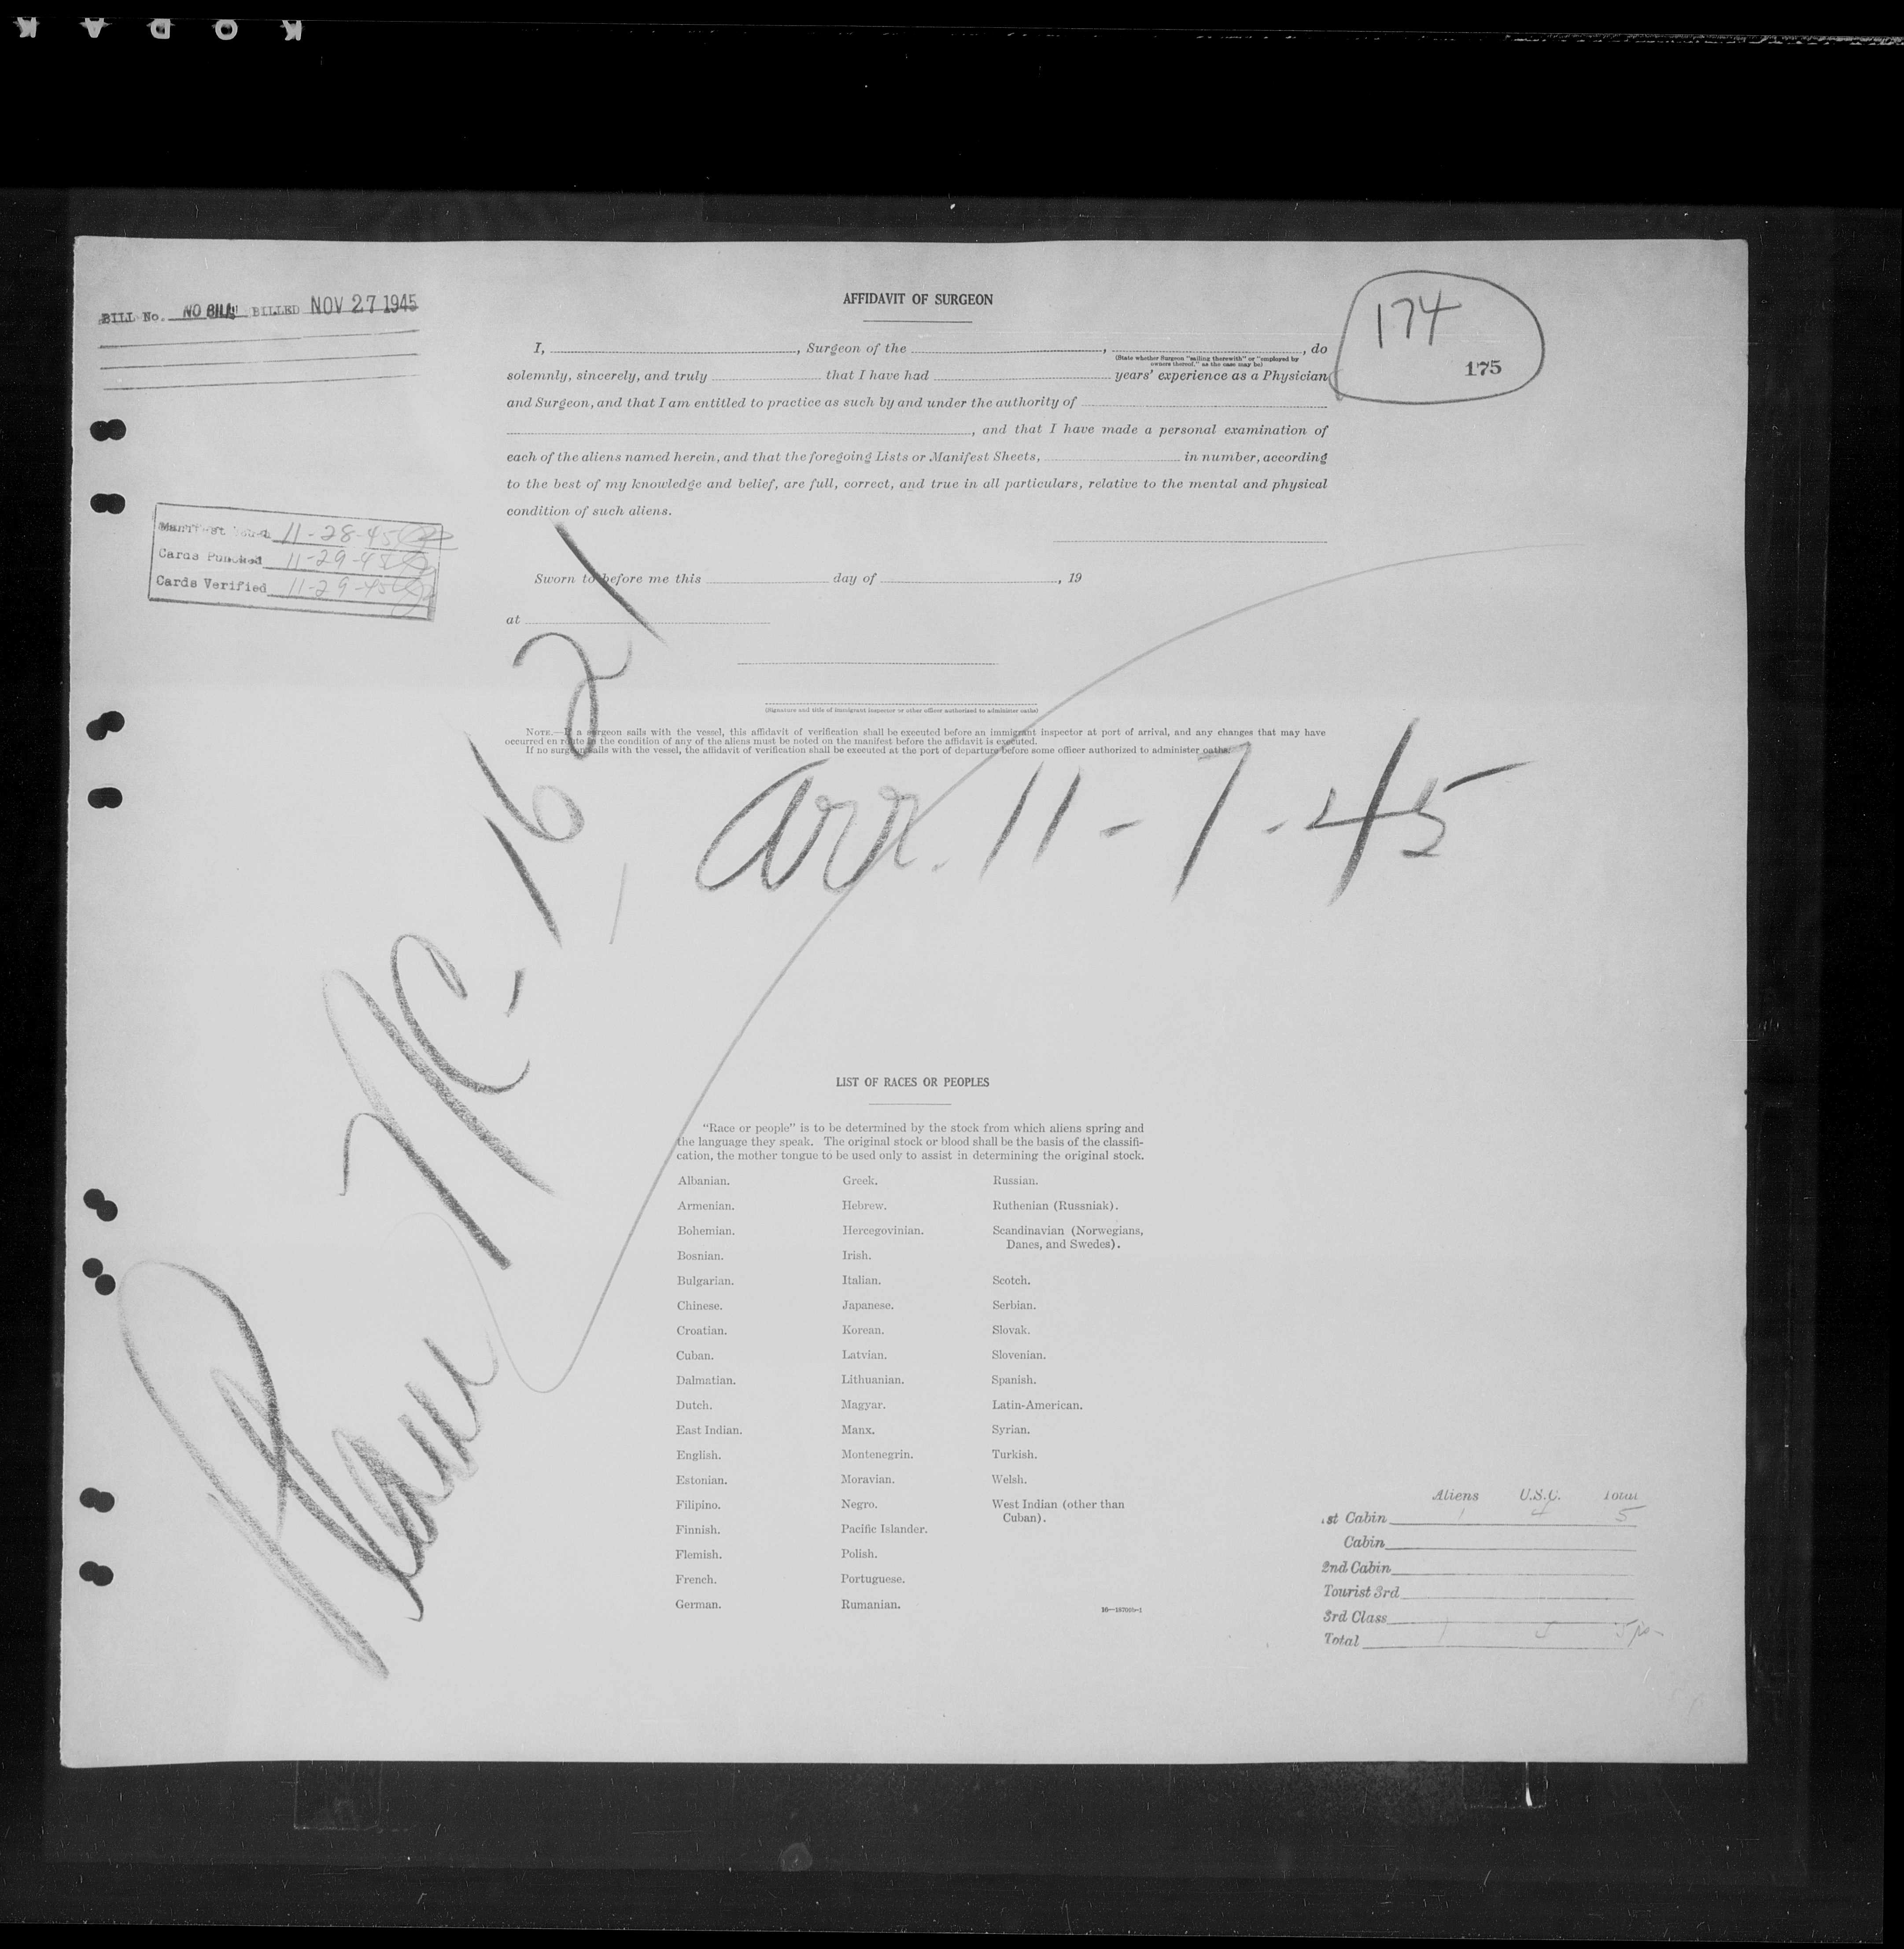 KODAK
BILL No. NO BILL BILLED NOV 27 1945
AFFIDAVIT OF SURGEON
174
175
I, , Surgeon of the , , do
(State whether Surgeon "sailing therewith" or "employed by
owners thereof," as the case may be)
solemnly, sincerely, and truly that I have had years' experience as a Physician
and Surgeon, and that I am entitled to practice as such by and under the authority of
, and that I have made a personal examination of
each of the aliens named herein, and that the foregoing Lists or Manifest Sheets, in number, according
to the best of my knowledge and belief, are full, correct, and true in all particulars, relative to the mental and physical
condition of such aliens.
Manifest 11-28-45
Cards Punched 11-29-45
Cards Verified 11-29-45
Sworn to before me this day of , 19
at
(Signature and title of immigrant inspector or other officer authorized to administer oaths)
NOTE.—If a surgeon sails with the vessel, this affidavit of verification shall be executed before an immigrant inspector at port of arrival, and any changes that may have
occurred en route in the condition of any of the aliens must be noted on the manifest before the affidavit is executed.
If no surgeon sails with the vessel, the affidavit of verification shall be executed at the port of departure before some officer authorized to administer oaths.
NC. 1621
arr. 11-7-45
LIST OF RACES OR PEOPLES
"Race or people" is to be determined by the stock from which aliens spring and
the language they speak. The original stock or blood shall be the basis of the classifi-
cation, the mother tongue to be used only to assist in determining the original stock.
Albanian. Greek. Russian.
Armenian. Hebrew. Ruthenian (Russniak).
Bohemian. Hercegovinian. Scandinavian (Norwegians,
Danes, and Swedes).
Bosnian. Irish.
Bulgarian. Italian. Scotch.
Chinese. Japanese. Serbian.
Croatian. Korean. Slovak.
Cuban. Latvian. Slovenian.
Dalmatian. Lithuanian. Spanish.
Dutch. Magyar. Latin-American.
East Indian. Manx. Syrian.
English. Montenegrin. Turkish.
Estonian. Moravian. Welsh.
Filipino. Negro. West Indian (other than
Cuban).
Finnish. Pacific Islander.
Flemish. Polish.
French. Portuguese.
German. Rumanian.
Aliens U.S.C. Total
1st Cabin 1 4 5
Cabin
2nd Cabin
Tourist 3rd
3rd Class
Total